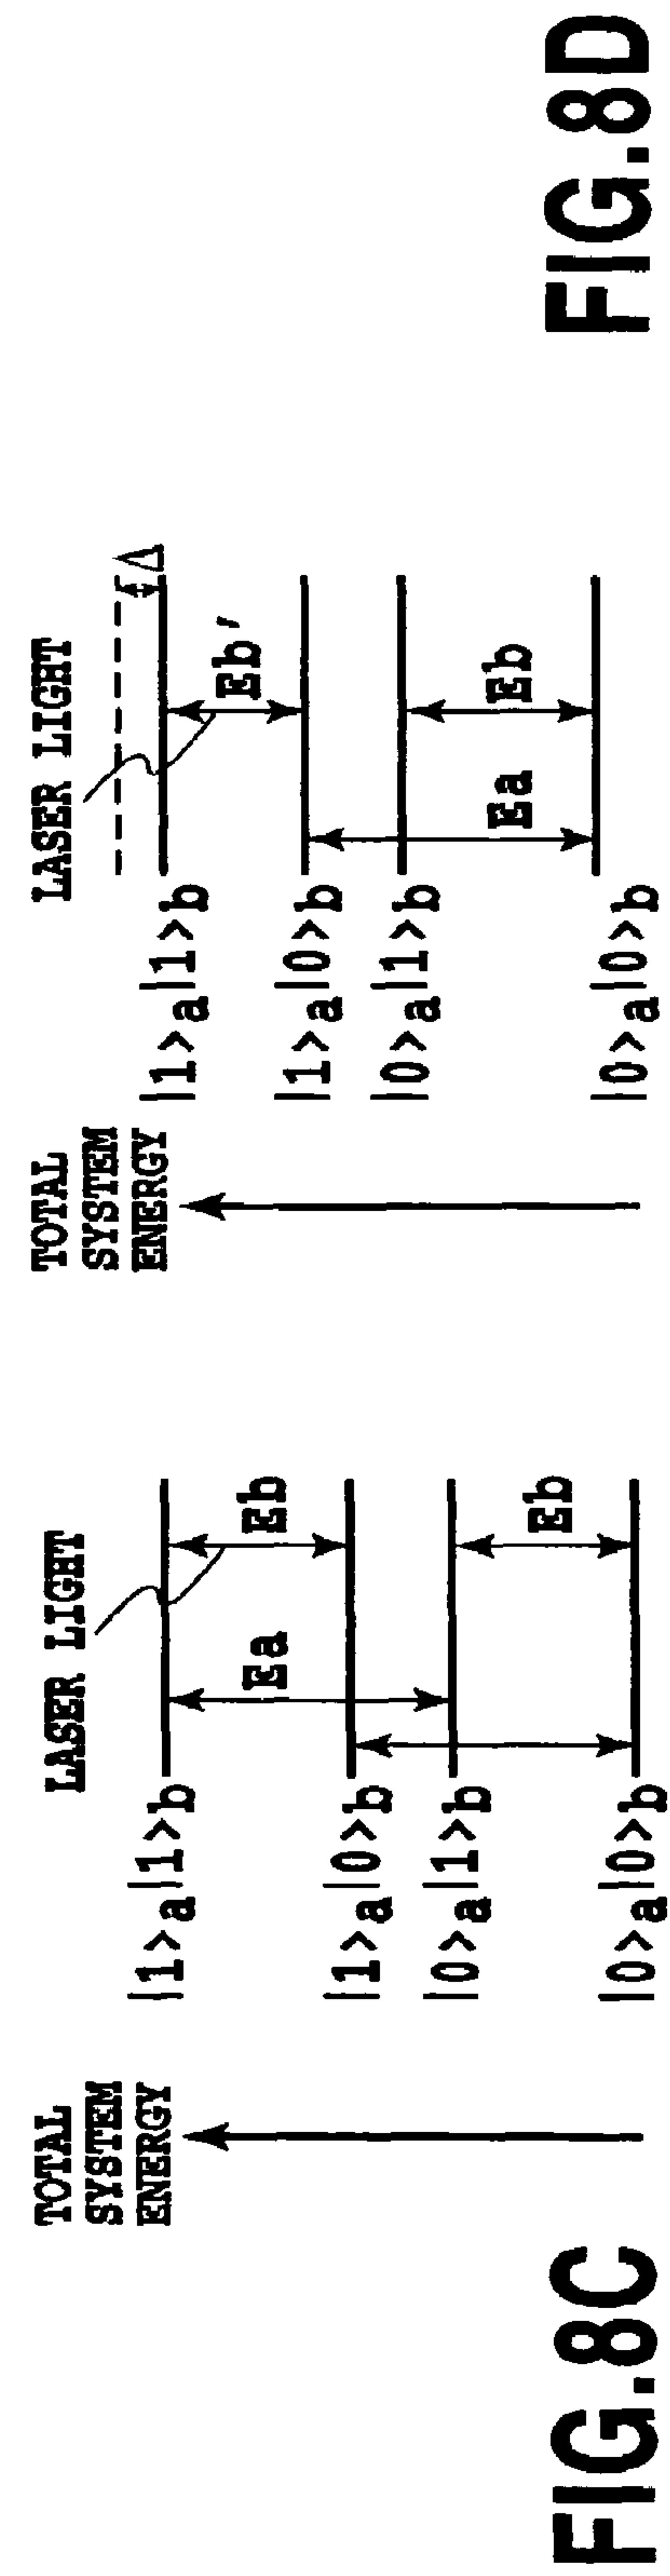 TOTAL
SYSTEM
ENERGY
LASER LIGHT
|1>a|1>b
|1>a|0>b
|0>a|1>b
|0>a|0>b
Ea
Eb
Eb
FIG.8C
TOTAL
SYSTEM
ENERGY
LASER LIGHT
|1>a|1>b
|1>a|0>b
|0>a|1>b
|0>a|0>b
Δ
Eb'
Ea
Eb
FIG.8D